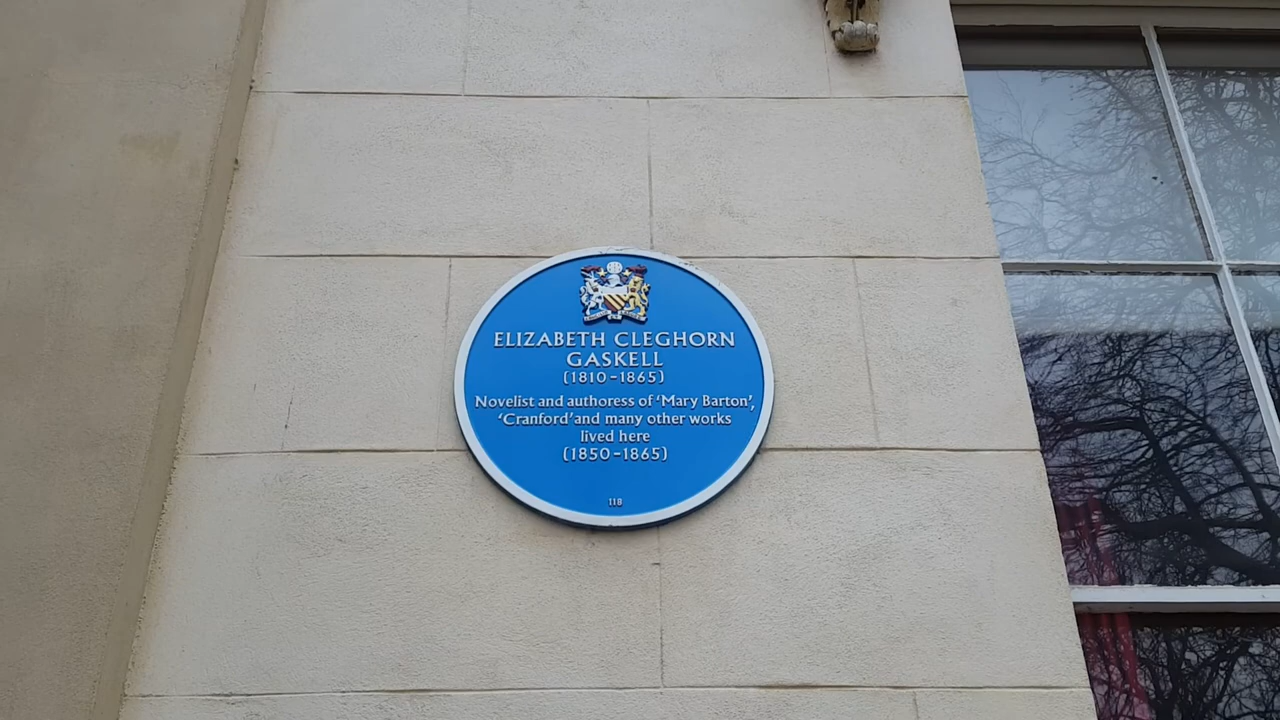 ELIZABETH CLEGHORN
GASKELL
(1810-1865)
Novelist and authoress of 'Mary Barton',
'Cranford' and many other works
lived here
(1850-1865)
118